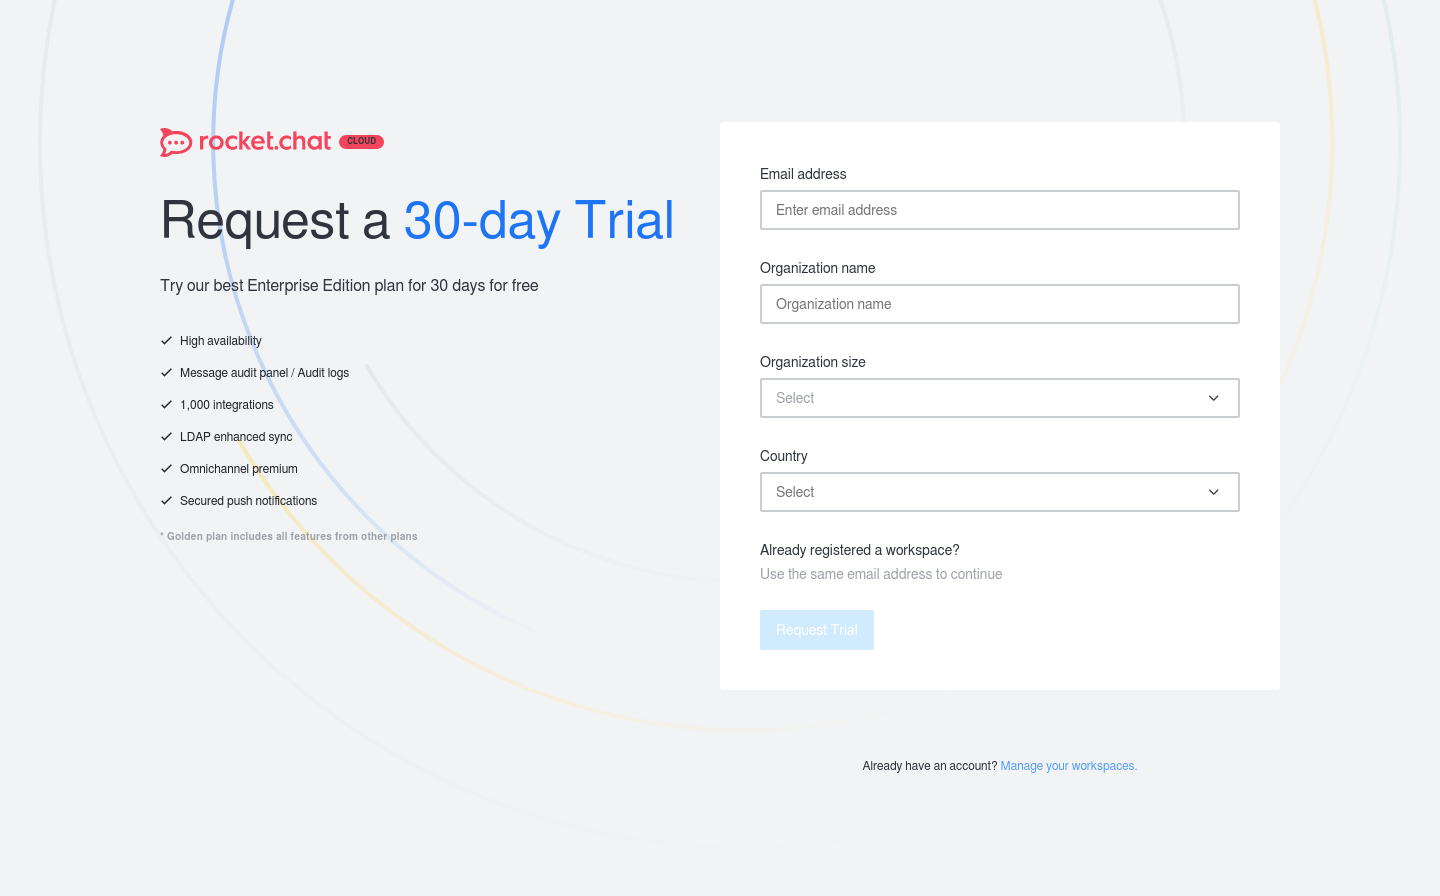 rocket.chat CLOUD
Request a 30-day Trial
Try our best Enterprise Edition plan for 30 days for free
High availability
Message audit panel / Audit logs
1,000 integrations
LDAP enhanced sync
Omnichannel premium
Secured push notifications
* Golden plan includes all features from other plans
Email address
Enter email address
Organization name
Organization name
Organization size
Select
Country
Select
Already registered a workspace?
Use the same email address to continue
Request Trial
Already have an account? Manage your workspaces.